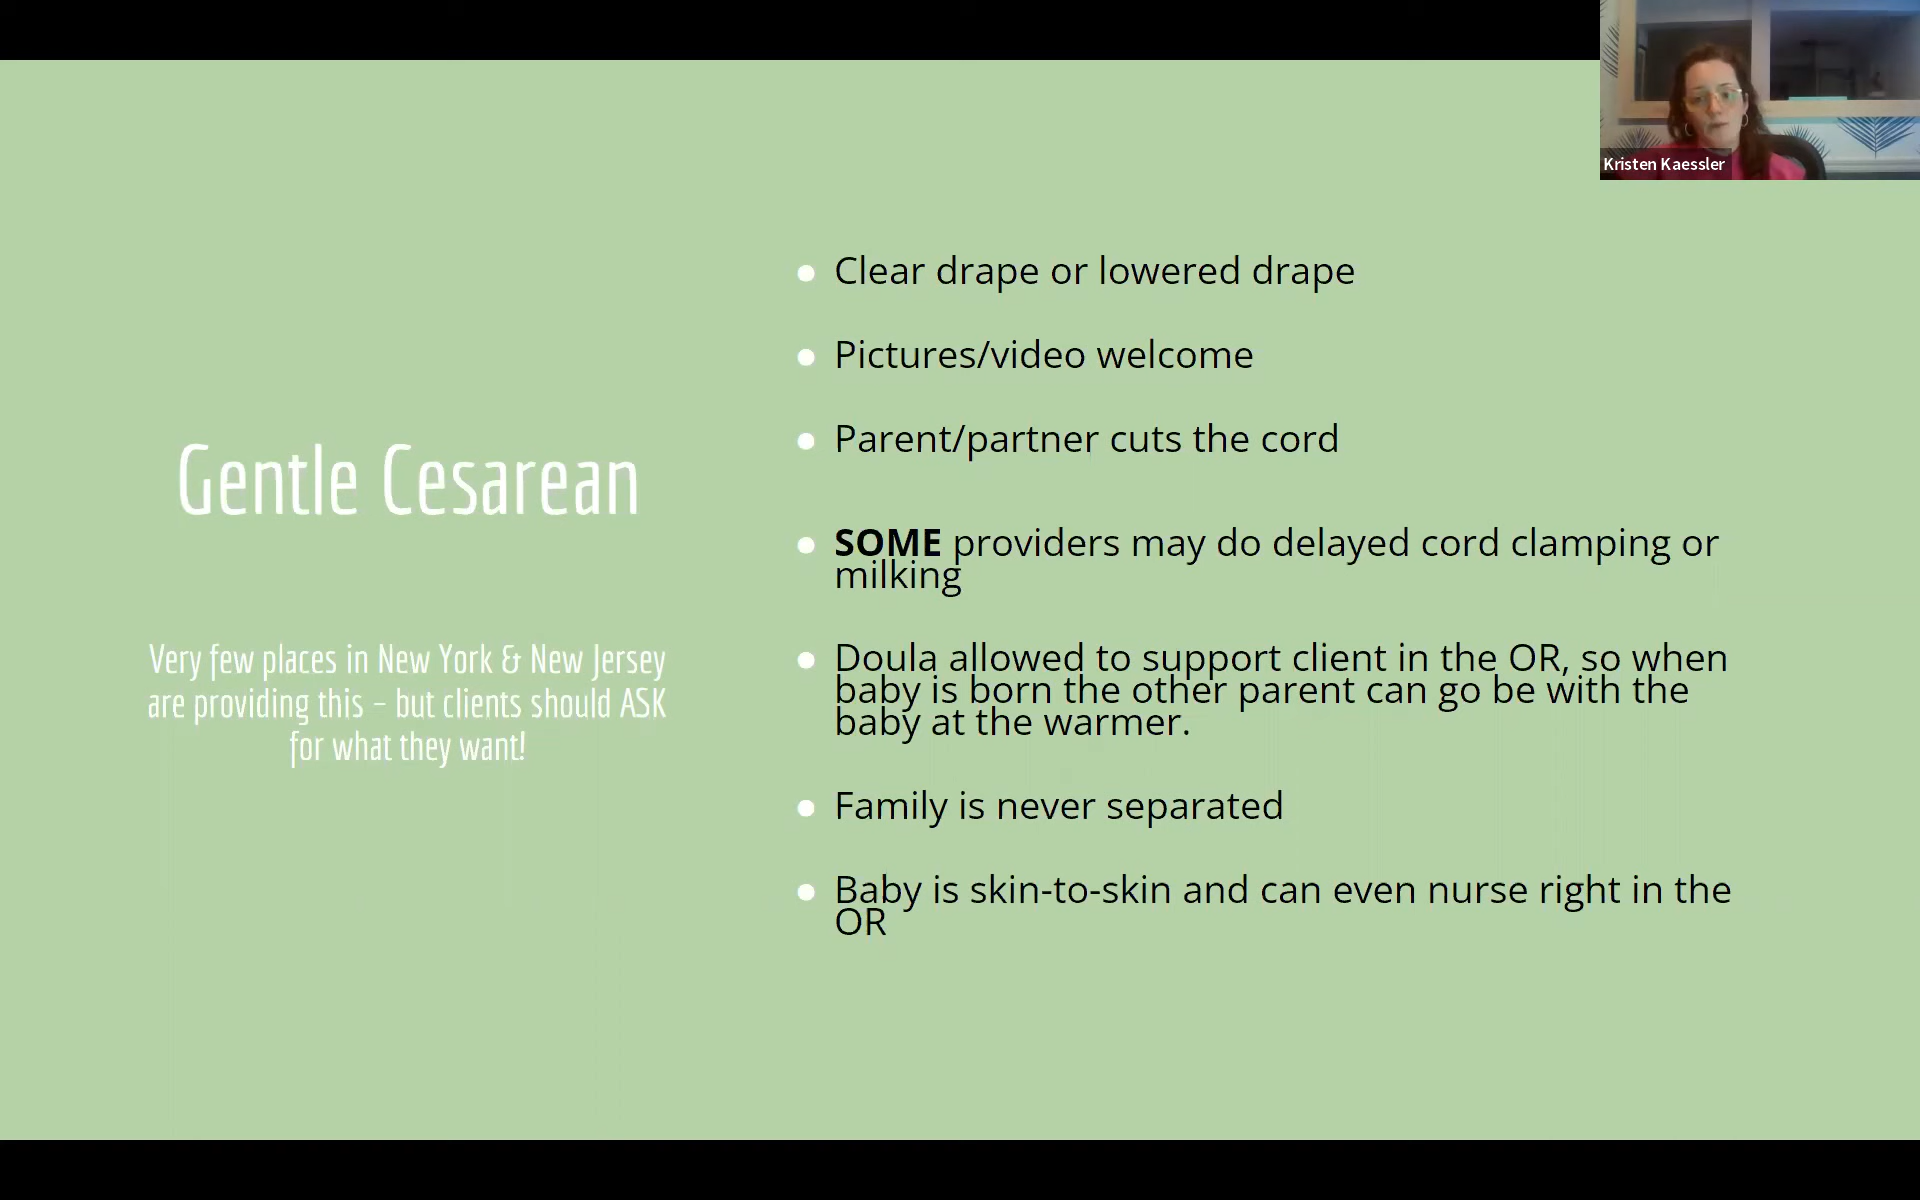 Kristen Kaessler
Gentle Cesarean
Very few places in New York & New Jersey
are providing this – but clients should ASK
for what they want!
● Clear drape or lowered drape
● Pictures/video welcome
● Parent/partner cuts the cord
● SOME providers may do delayed cord clamping or
milking
● Doula allowed to support client in the OR, so when
baby is born the other parent can go be with the
baby at the warmer.
● Family is never separated
● Baby is skin-to-skin and can even nurse right in the
OR